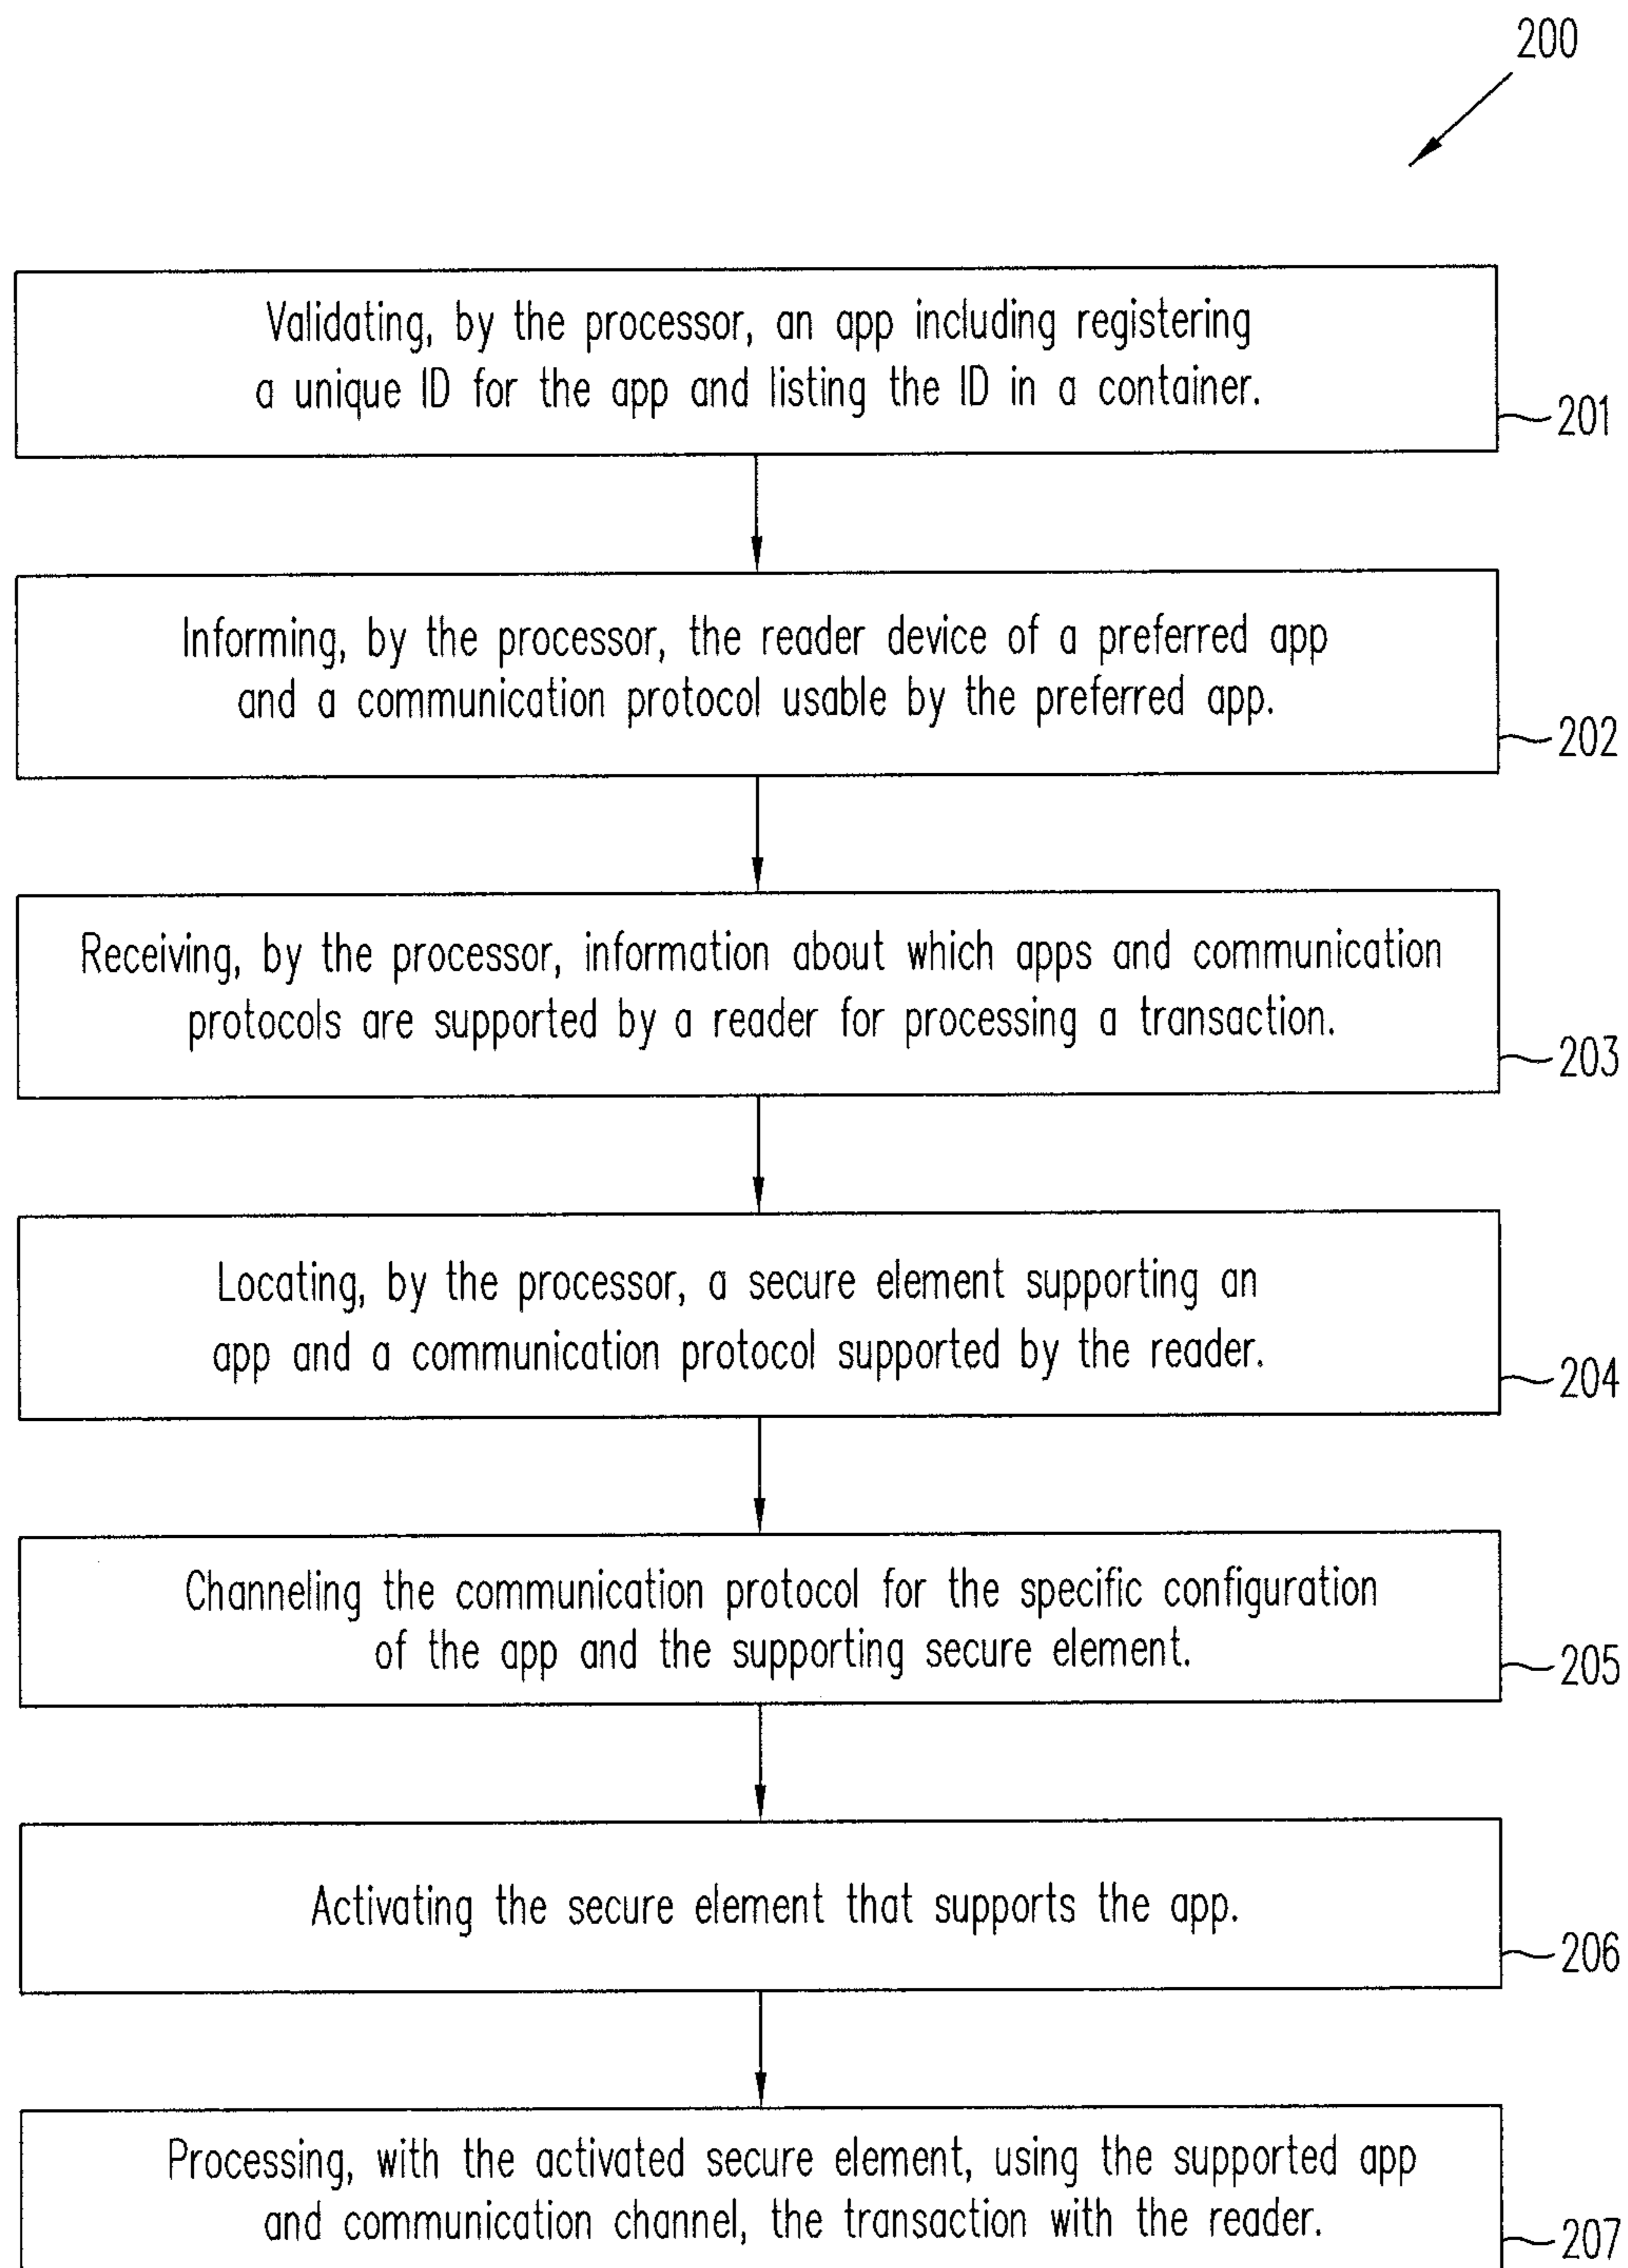 200
Validating, by the processor, an app including registering
a unique ID for the app and listing the ID in a container.
201
Informing, by the processor, the reader device of a preferred app
and a communication protocol usable by the preferred app.
202
Receiving, by the processor, information about which apps and communication
protocols are supported by a reader for processing a transaction.
203
Locating, by the processor, a secure element supporting an
app and a communication protocol supported by the reader.
204
Channeling the communication protocol for the specific configuration
of the app and the supporting secure element.
205
Activating the secure element that supports the app.
206
Processing, with the activated secure element, using the supported app
and communication channel, the transaction with the reader.
207